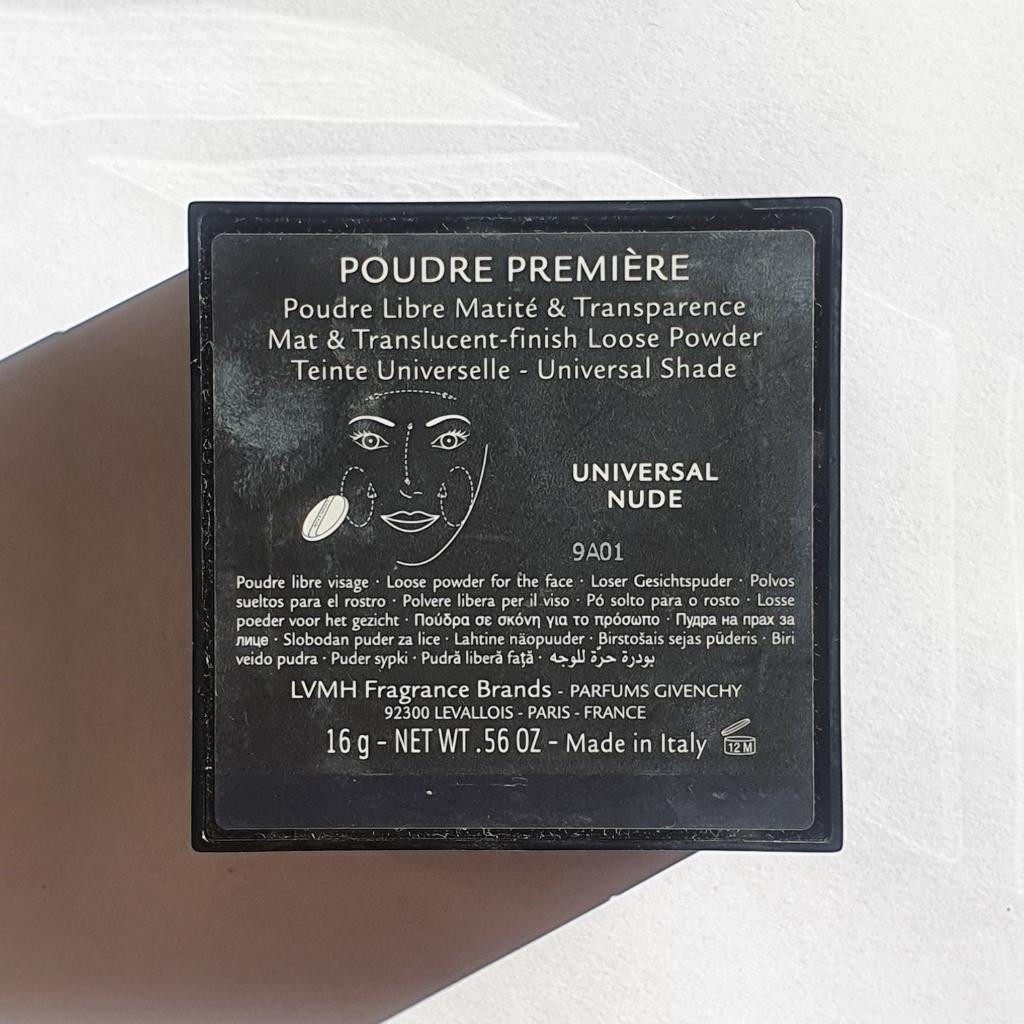 POUDRE PREMIÈRE
Poudre Libre Matité & Transparence
Mat & Translucent-finish Loose Powder
Teinte Universelle - Universal Shade
UNIVERSAL
NUDE
9A01
Poudre libre visage · Loose powder for the face · Loser Gesichtspuder · Polvos
sueltos para el rostro · Polvere libera per il viso · Pó solto para o rosto · Losse
poeder voor het gezicht · Πούδρα σε σκόνη για το πρόσωπο · Пудра на прах за
лице · Slobodan puder za lice · Lahtine näopuuder · Birstošais sejas pūderis · Biri
veido pudra · Puder sypki · Pudră liberă faţă · بودرة حرّة للوجه
LVMH Fragrance Brands - PARFUMS GIVENCHY
92300 LEVALLOIS - PARIS - FRANCE
16 g - NET WT .56 OZ - Made in Italy
12 M